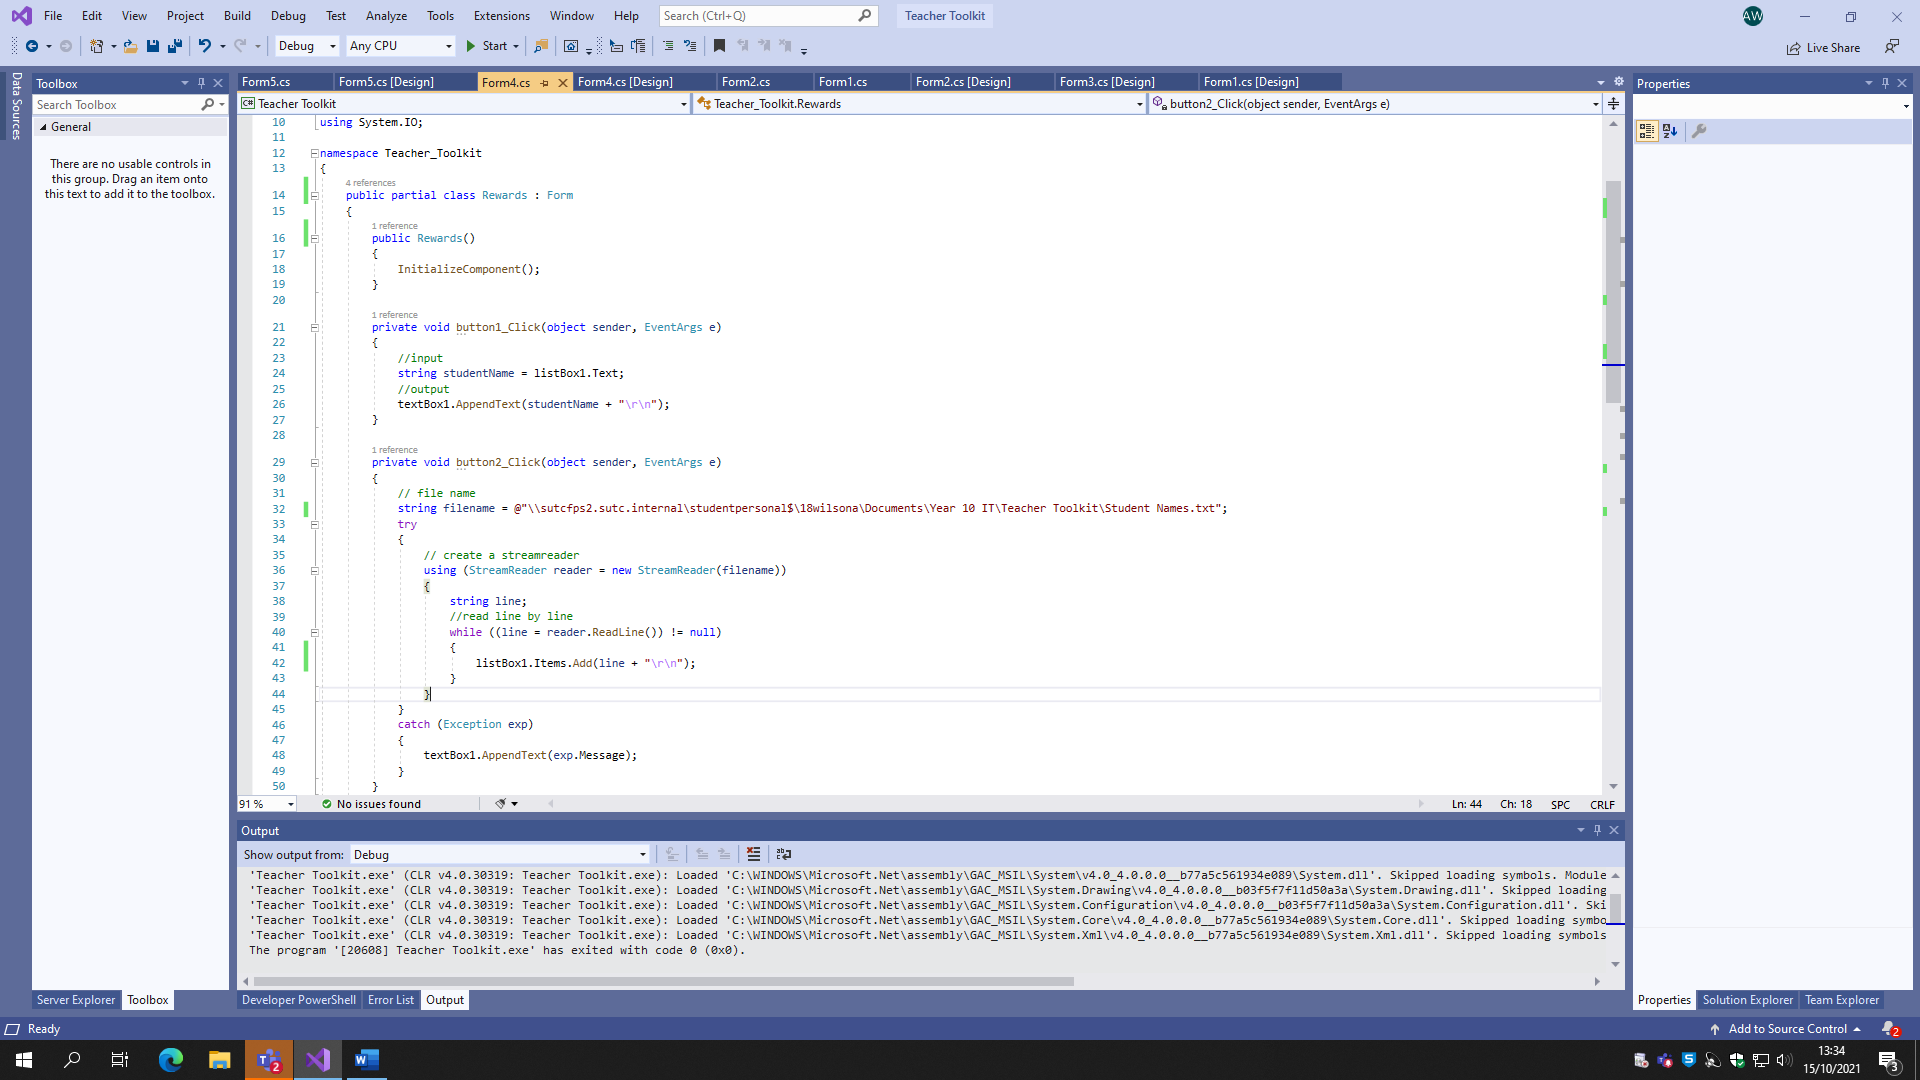 File Edit View Project Build Debug Test Analyze Tools Extensions Window Help Search (Ctrl+Q) Teacher Toolkit AW
Debug Any CPU Start Live Share
Data Sources
Toolbox
Search Toolbox
General
There are no usable controls in
this group. Drag an item onto
this text to add it to the toolbox.
Form5.cs Form5.cs [Design] Form4.cs Form4.cs [Design] Form2.cs Form1.cs Form2.cs [Design] Form3.cs [Design] Form1.cs [Design]
C# Teacher Toolkit Teacher_Toolkit.Rewards button2_Click(object sender, EventArgs e)
10 using System.IO;
11
12 namespace Teacher_Toolkit
13 {
4 references
14 public partial class Rewards : Form
15 {
1 reference
16 public Rewards()
17 {
18 InitializeComponent();
19 }
20
1 reference
21 private void button1_Click(object sender, EventArgs e)
22 {
23 //input
24 string studentName = listBox1.Text;
25 //output
26 textBox1.AppendText(studentName + "\r\n");
27 }
28
1 reference
29 private void button2_Click(object sender, EventArgs e)
30 {
31 // file name
32 string filename = @"\\sutcfps2.sutc.internal\studentpersonal$\18wilsona\Documents\Year 10 IT\Teacher Toolkit\Student Names.txt";
33 try
34 {
35 // create a streamreader
36 using (StreamReader reader = new StreamReader(filename))
37 {
38 string line;
39 //read line by line
40 while ((line = reader.ReadLine()) != null)
41 {
42 listBox1.Items.Add(line + "\r\n");
43 }
44 }
45 }
46 catch (Exception exp)
47 {
48 textBox1.AppendText(exp.Message);
49 }
50 }
91 % No issues found Ln: 44 Ch: 18 SPC CRLF
Output
Show output from: Debug
'Teacher Toolkit.exe' (CLR v4.0.30319: Teacher Toolkit.exe): Loaded 'C:\WINDOWS\Microsoft.Net\assembly\GAC_MSIL\System\v4.0_4.0.0.0__b77a5c561934e089\System.dll'. Skipped loading symbols. Module
'Teacher Toolkit.exe' (CLR v4.0.30319: Teacher Toolkit.exe): Loaded 'C:\WINDOWS\Microsoft.Net\assembly\GAC_MSIL\System.Drawing\v4.0_4.0.0.0__b03f5f7f11d50a3a\System.Drawing.dll'. Skipped loading
'Teacher Toolkit.exe' (CLR v4.0.30319: Teacher Toolkit.exe): Loaded 'C:\WINDOWS\Microsoft.Net\assembly\GAC_MSIL\System.Configuration\v4.0_4.0.0.0__b03f5f7f11d50a3a\System.Configuration.dll'. Ski
'Teacher Toolkit.exe' (CLR v4.0.30319: Teacher Toolkit.exe): Loaded 'C:\WINDOWS\Microsoft.Net\assembly\GAC_MSIL\System.Core\v4.0_4.0.0.0__b77a5c561934e089\System.Core.dll'. Skipped loading symbo
'Teacher Toolkit.exe' (CLR v4.0.30319: Teacher Toolkit.exe): Loaded 'C:\WINDOWS\Microsoft.Net\assembly\GAC_MSIL\System.Xml\v4.0_4.0.0.0__b77a5c561934e089\System.Xml.dll'. Skipped loading symbols
The program '[20608] Teacher Toolkit.exe' has exited with code 0 (0x0).
Server Explorer Toolbox Developer PowerShell Error List Output
Properties
Properties Solution Explorer Team Explorer
Ready Add to Source Control 2
13:34
15/10/2021
3